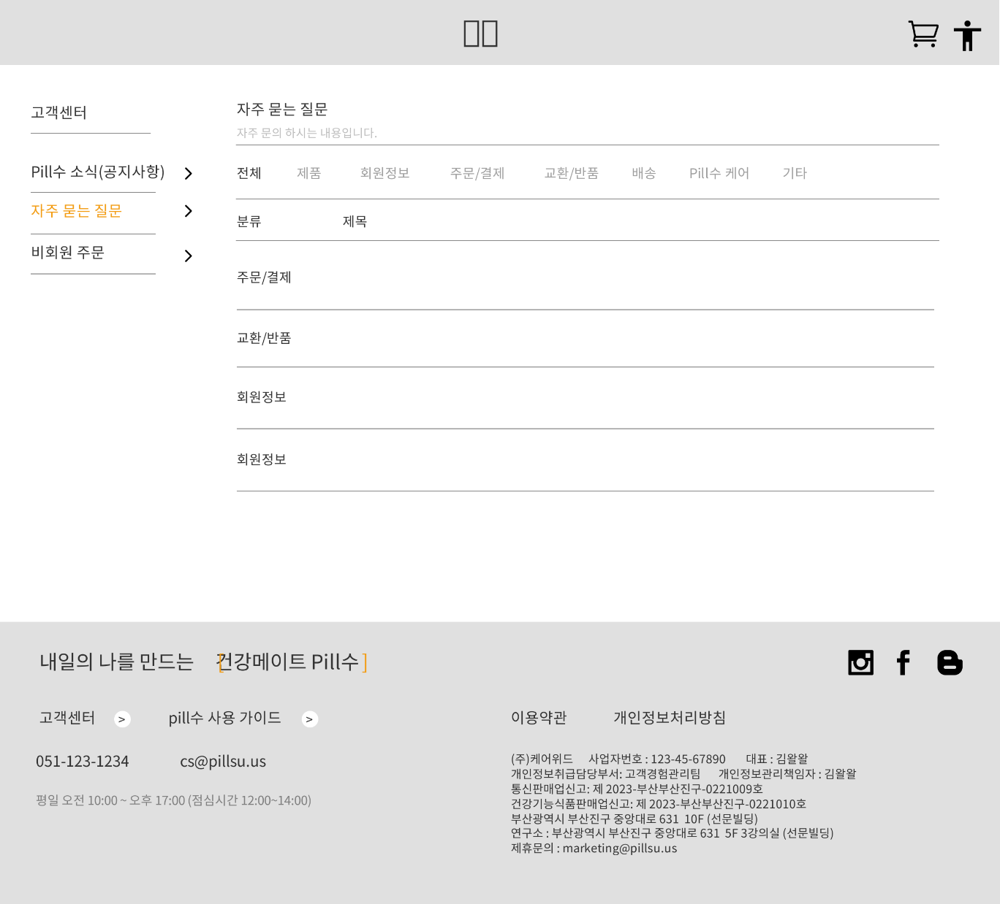 고객센터
Pill수 소식(공지사항)
자주 묻는 질문
비회원 주문
자주 묻는 질문
자주 문의 하시는 내용입니다.
전체 제품 회원정보 주문/결제 교환/반품 배송 Pill수 케어 기타
분류 제목
주문/결제
교환/반품
회원정보
회원정보
내일의 나를 만드는 [건강메이트 Pill수]
고객센터 > pill수 사용 가이드 >
051-123-1234 cs@pillsu.us
평일 오전 10:00 ~ 오후 17:00 (점심시간 12:00~14:00)
이용약관 개인정보처리방침
(주)케어위드 사업자번호 : 123-45-67890 대표 : 김왈왈
개인정보취급담당부서: 고객경험관리팀 개인정보관리책임자 : 김왈왈
통신판매업신고: 제 2023-부산부산진구-0221009호
건강기능식품판매업신고: 제 2023-부산부산진구-0221010호
부산광역시 부산진구 중앙대로 631 10F (선문빌딩)
연구소 : 부산광역시 부산진구 중앙대로 631 5F 3강의실 (선문빌딩)
제휴문의 : marketing@pillsu.us